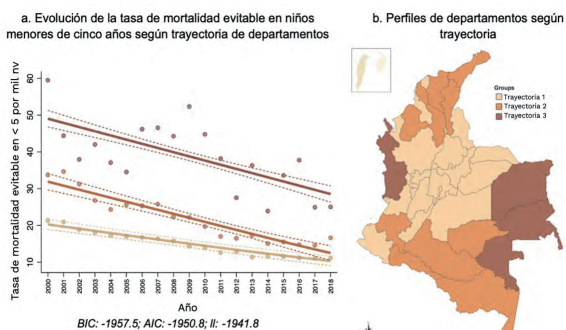 a. Evolución de la tasa de mortalidad evitable en niños
menores de cinco años según trayectoria de departamentos
b. Perfiles de departamentos según
trayectoria
Tasa de mortalidad evitable en < 5 por mil nv
60
50
40
30
20
10
2000
2001
2002
2003
2004
2005
2006
2007
2008
2009
2010
2011
2012
2013
2014
2015
2016
2017
2018
Año
BIC: -1957.5; AIC: -1950.8; ll: -1941.8
Groups
Trayectoria 1
Trayectoria 2
Trayectoria 3